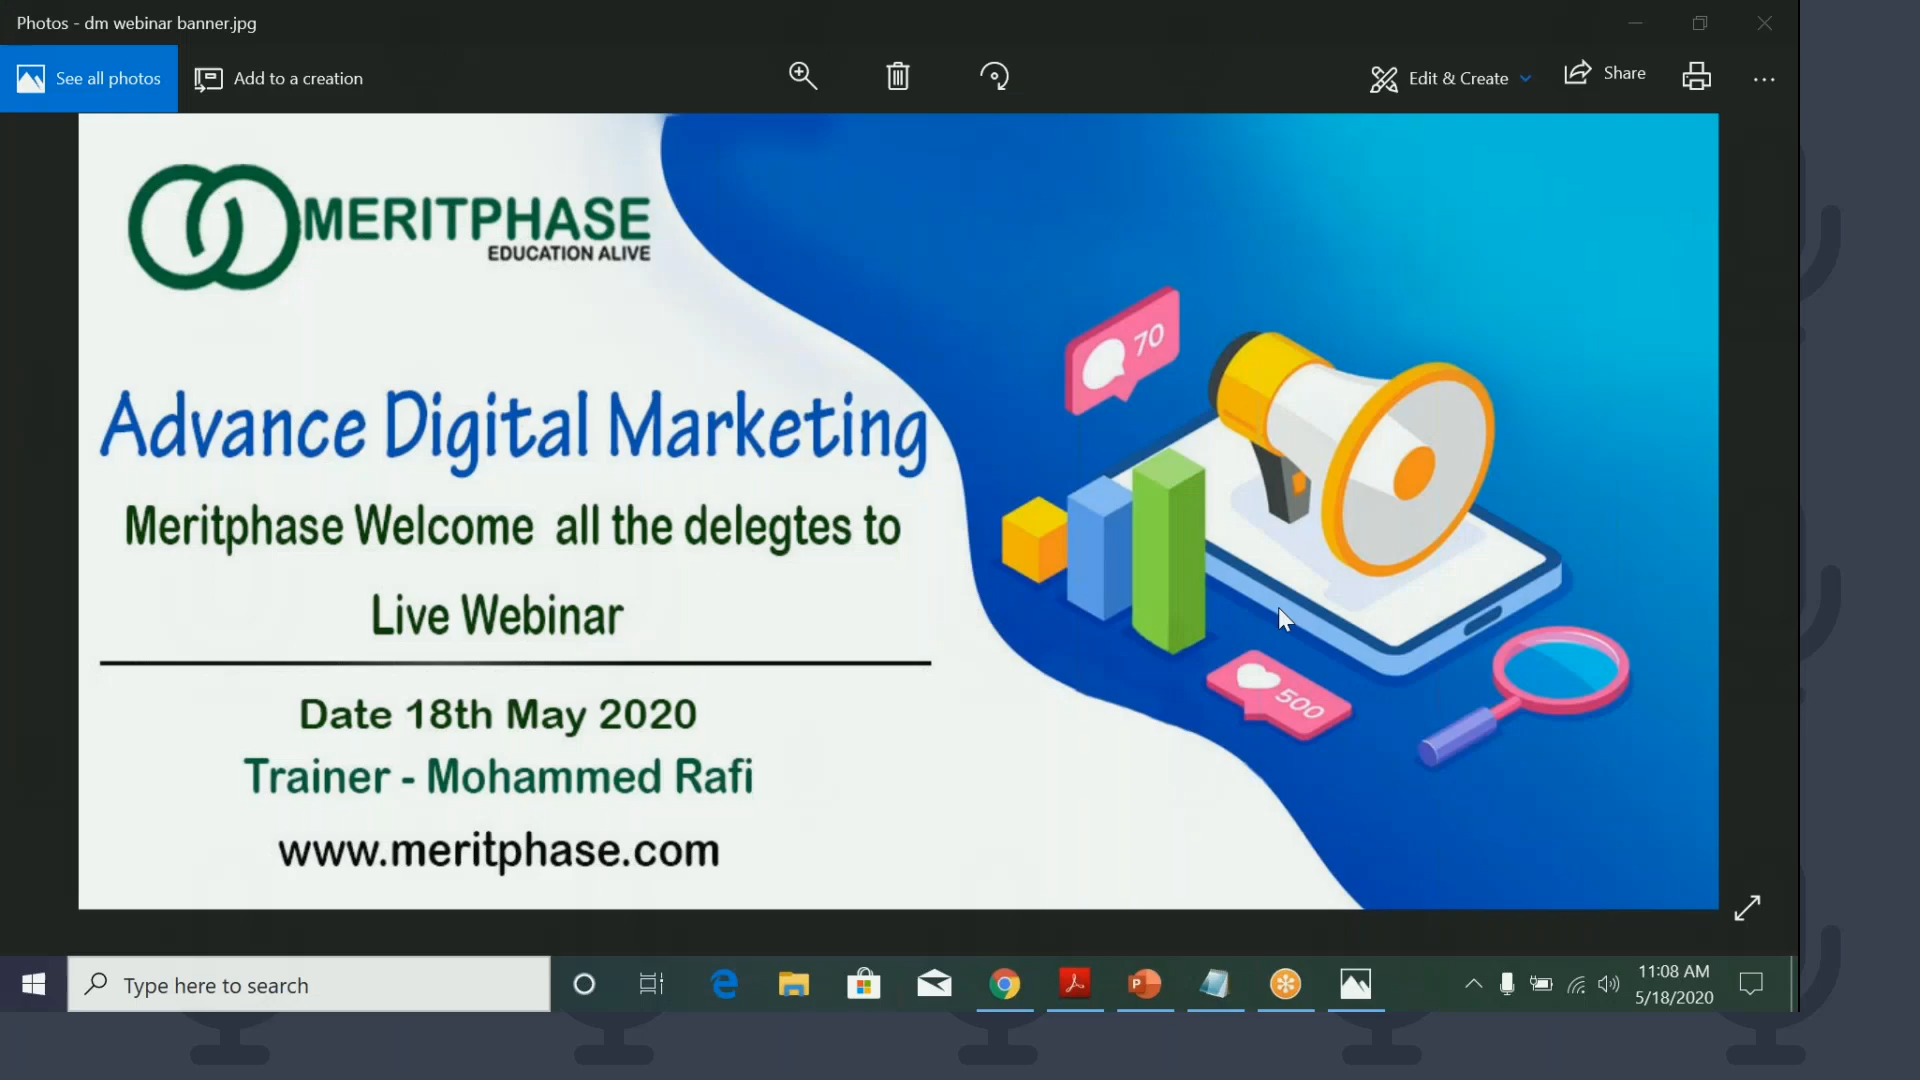 Photos - dm webinar banner.jpg
See all photos
Add to a creation
Edit & Create
Share
MERITPHASE
EDUCATION ALIVE
70
Advance Digital Marketing
Meritphase Welcome all the delegtes to
Live Webinar
500
Date 18th May 2020
Trainer - Mohammed Rafi
www.meritphase.com
Type here to search
P
11:08 AM
5/18/2020